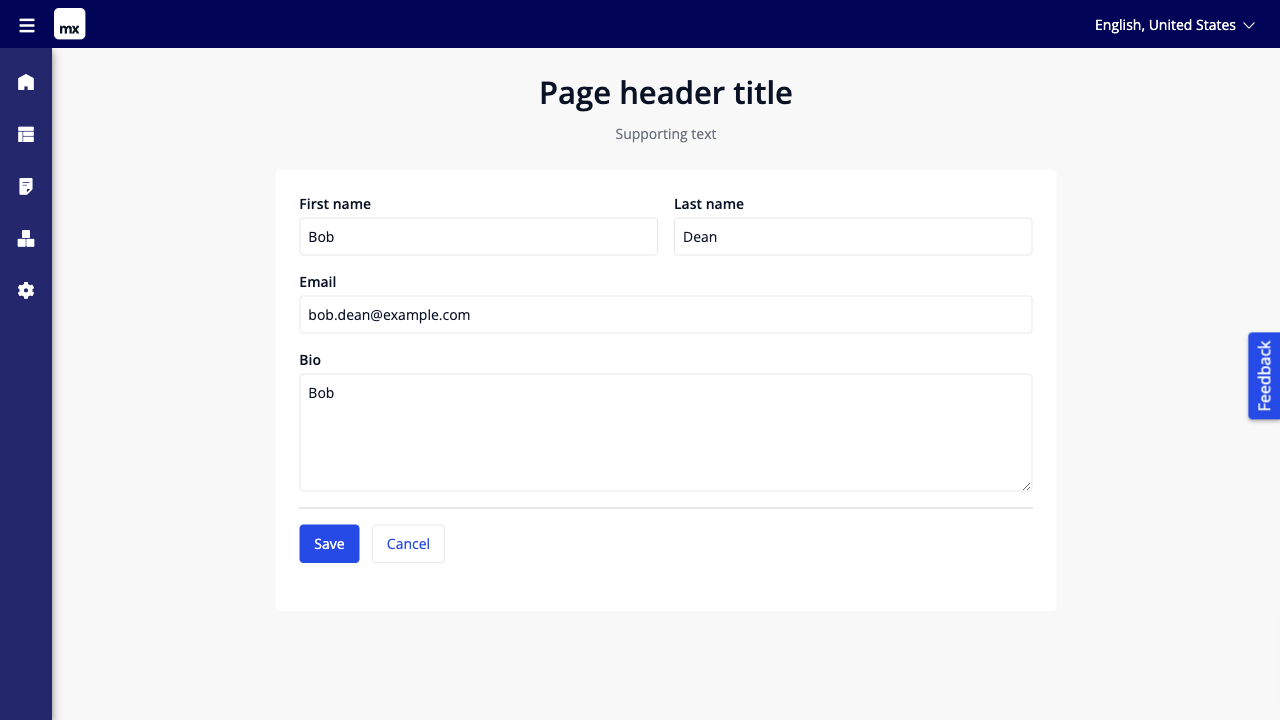 mx
English, United States
Page header title
Supporting text
First name
Last name
Bob
Dean
Email
bob.dean@example.com
Bio
Bob
Save
Cancel
Feedback